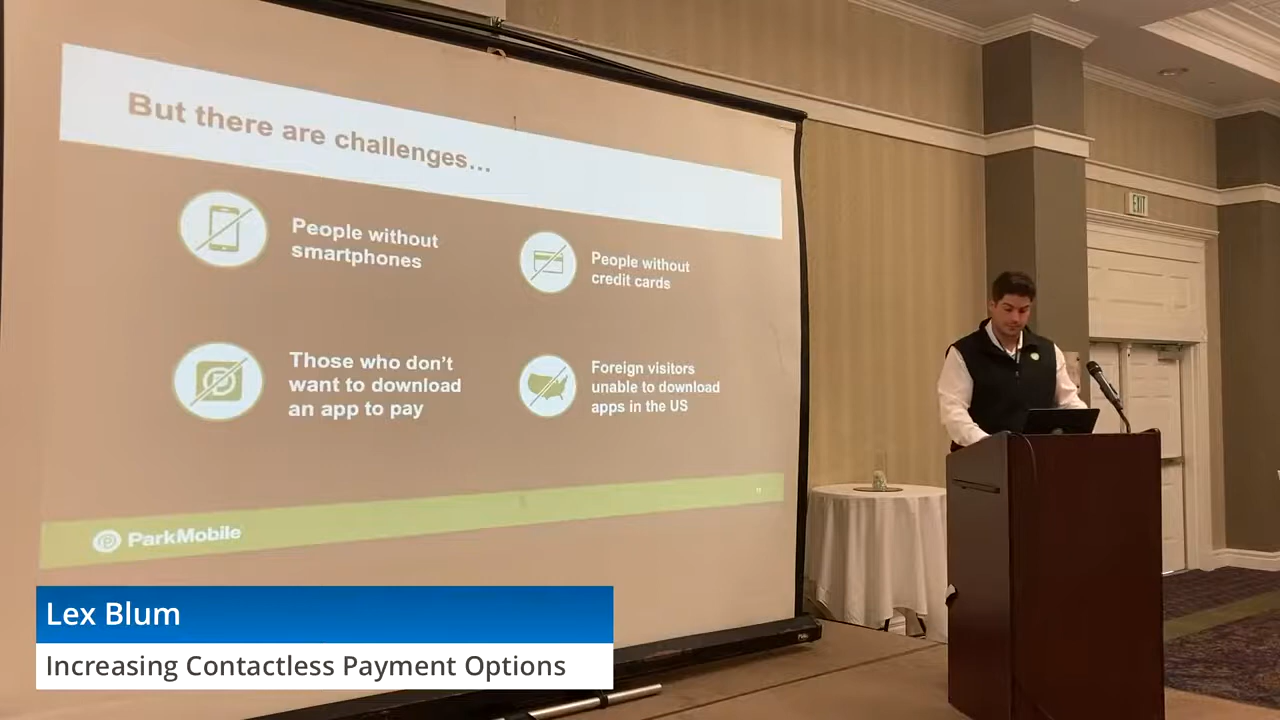 But there are challenges...
People without
smartphones
People without
credit cards
Those who don't
want to download
an app to pay
Foreign visitors
unable to download
apps in the US
ParkMobile
EXIT
Lex Blum
Increasing Contactless Payment Options